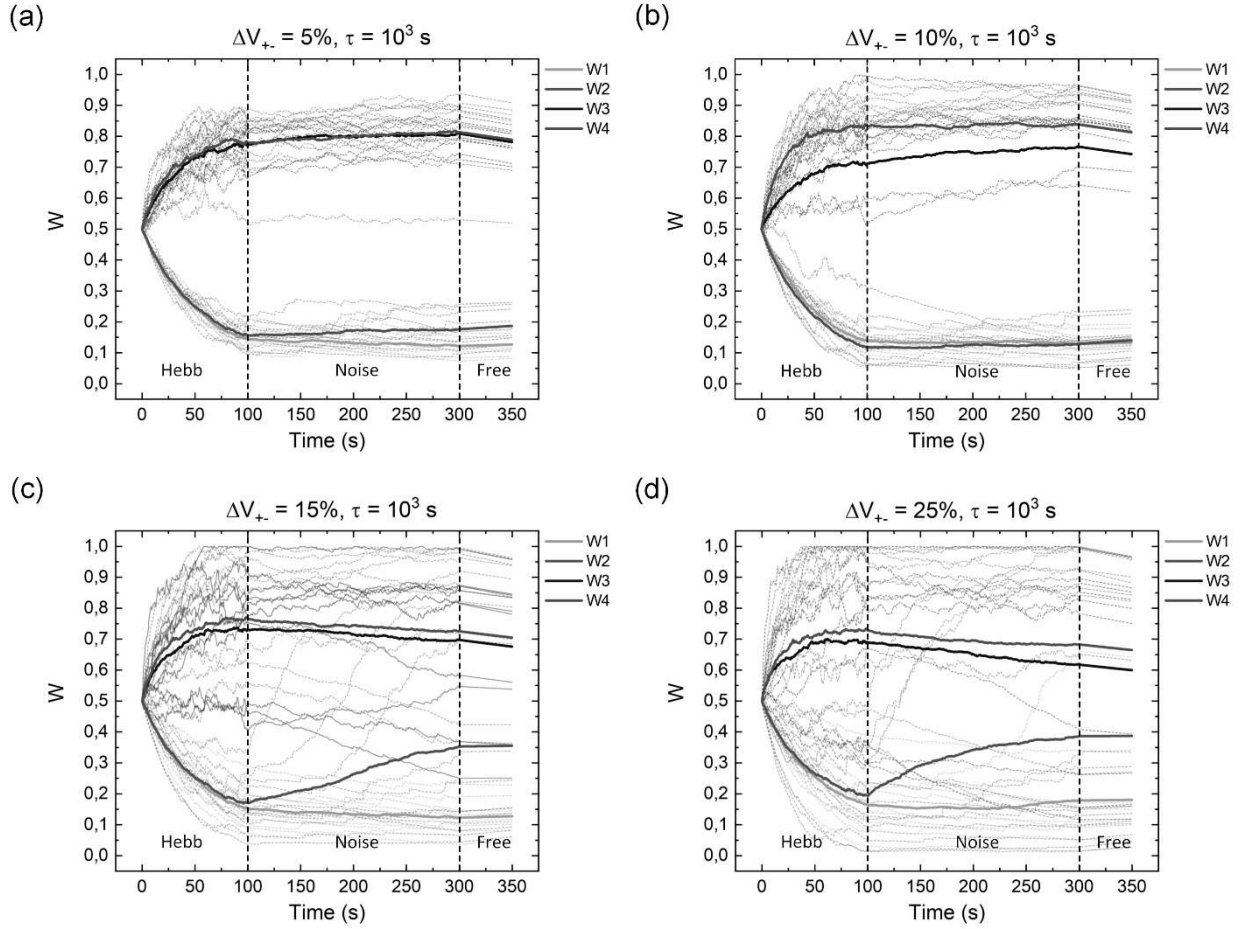 (a)
ΔV+- = 5%, τ = 10³ s
W
1,0
0,9
0,8
0,7
0,6
0,5
0,4
0,3
0,2
0,1
0,0
Hebb Noise Free
0 50 100 150 200 250 300 350
Time (s)
W1
W2
W3
W4
(b)
ΔV+- = 10%, τ = 10³ s
W
1,0
0,9
0,8
0,7
0,6
0,5
0,4
0,3
0,2
0,1
0,0
Hebb Noise Free
0 50 100 150 200 250 300 350
Time (s)
W1
W2
W3
W4
(c)
ΔV+- = 15%, τ = 10³ s
W
1,0
0,9
0,8
0,7
0,6
0,5
0,4
0,3
0,2
0,1
0,0
Hebb Noise Free
0 50 100 150 200 250 300 350
Time (s)
W1
W2
W3
W4
(d)
ΔV+- = 25%, τ = 10³ s
W
1,0
0,9
0,8
0,7
0,6
0,5
0,4
0,3
0,2
0,1
0,0
Hebb Noise Free
0 50 100 150 200 250 300 350
Time (s)
W1
W2
W3
W4